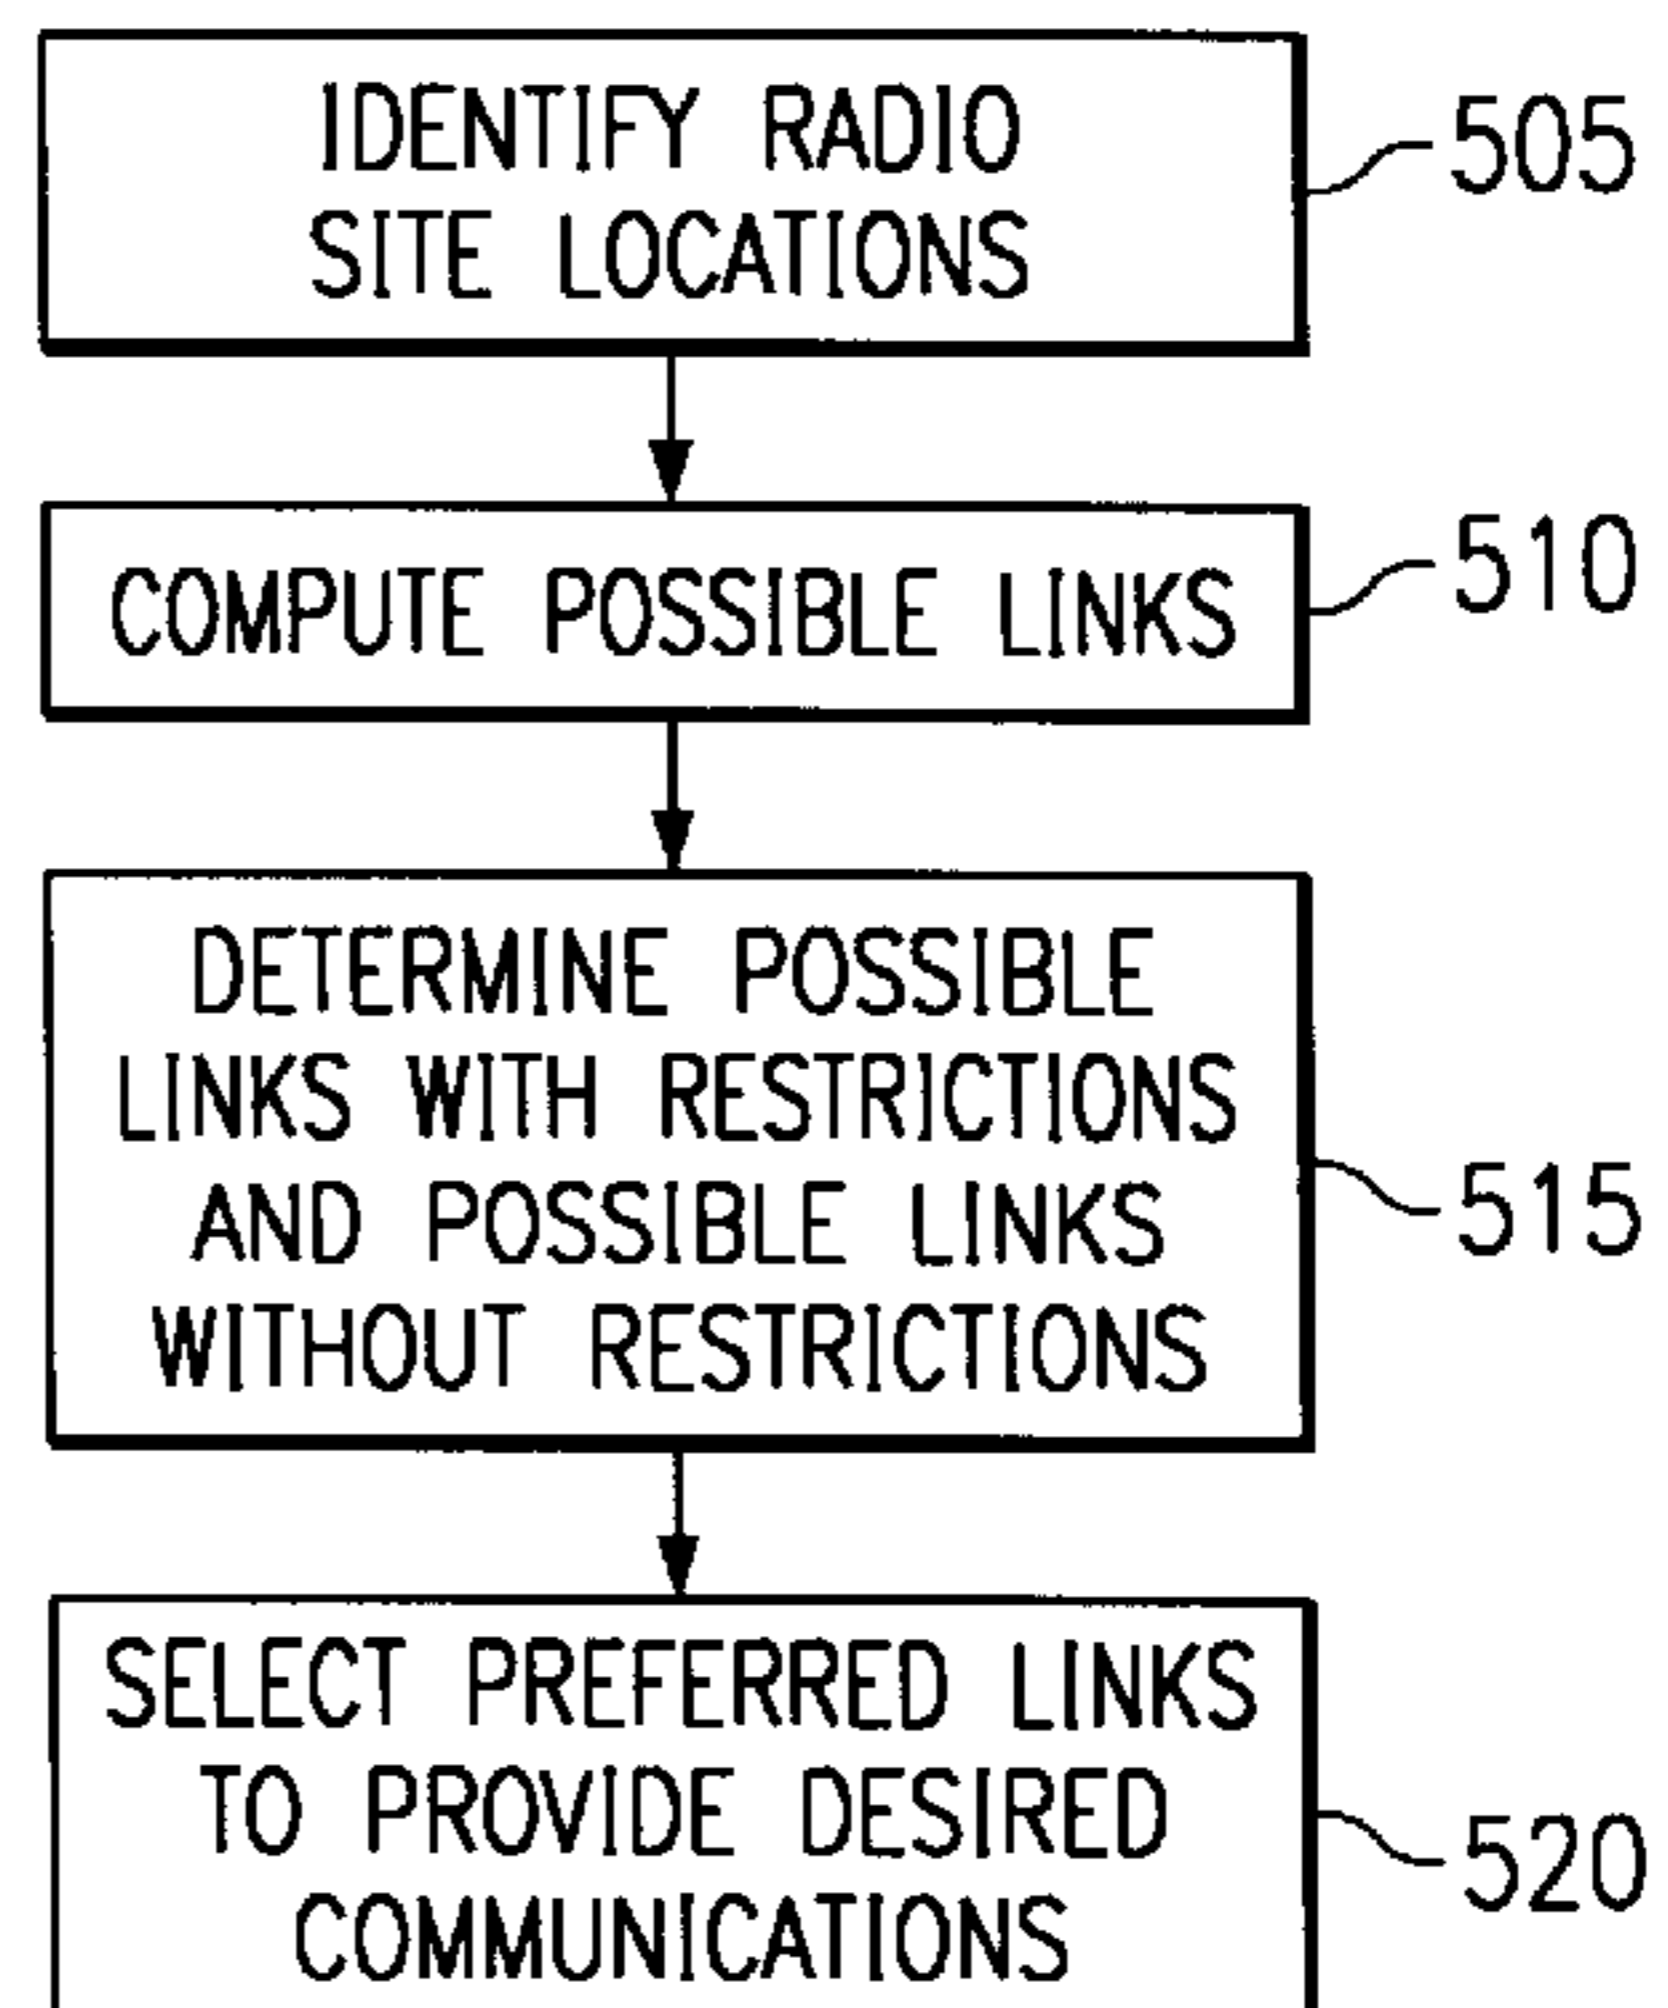 IDENTIFY RADIO
SITE LOCATIONS
505
COMPUTE POSSIBLE LINKS
510
DETERMINE POSSIBLE
LINKS WITH RESTRICTIONS
AND POSSIBLE LINKS
WITHOUT RESTRICTIONS
515
SELECT PREFERRED LINKS
TO PROVIDE DESIRED
COMMUNICATIONS
520